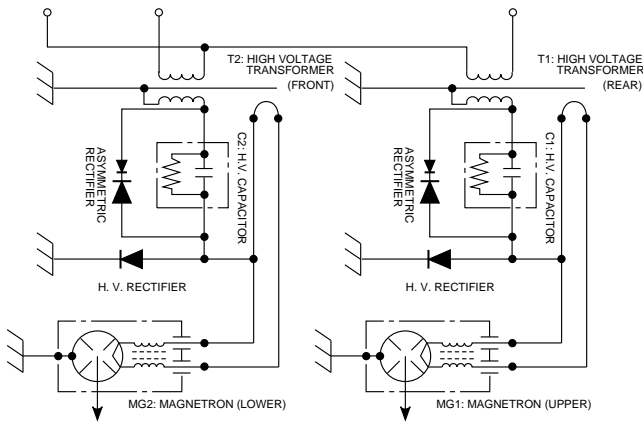 T2: HIGH VOLTAGE
TRANSFORMER
(FRONT)
T1: HIGH VOLTAGE
TRANSFORMER
(REAR)
ASYMMETRIC
RECTIFIER
C2: H.V. CAPACITOR
ASYMMETRIC
RECTIFIER
C1: H.V. CAPACITOR
H. V. RECTIFIER
H. V. RECTIFIER
MG2: MAGNETRON (LOWER)
MG1: MAGNETRON (UPPER)